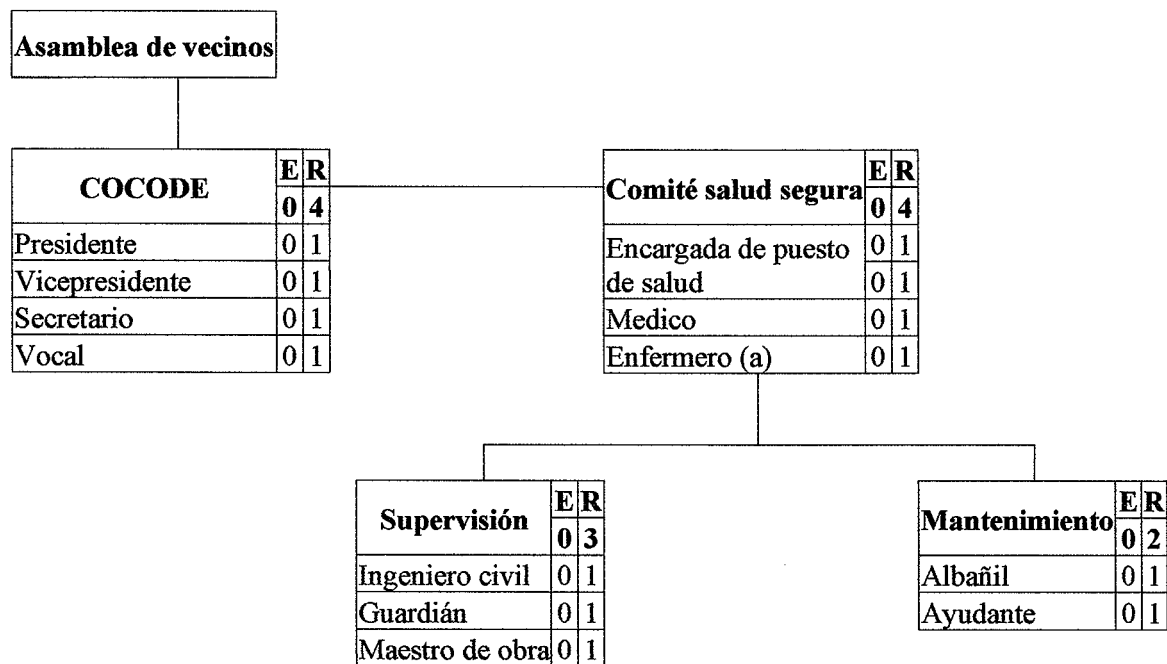 Asamblea de vecinos
COCODE E R
0 4
Presidente 0 1
Vicepresidente 0 1
Secretario 0 1
Vocal 0 1
Comité salud segura E R
0 4
Encargada de puesto 0 1
de salud 0 1
Medico 0 1
Enfermero (a) 0 1
Supervisión E R
0 3
Ingeniero civil 0 1
Guardián 0 1
Maestro de obra 0 1
Mantenimiento E R
0 2
Albañil 0 1
Ayudante 0 1